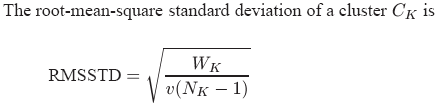 The root-mean-square standard deviation of a cluster C_K is
RMSSTD = √(W_K / v(N_K − 1))